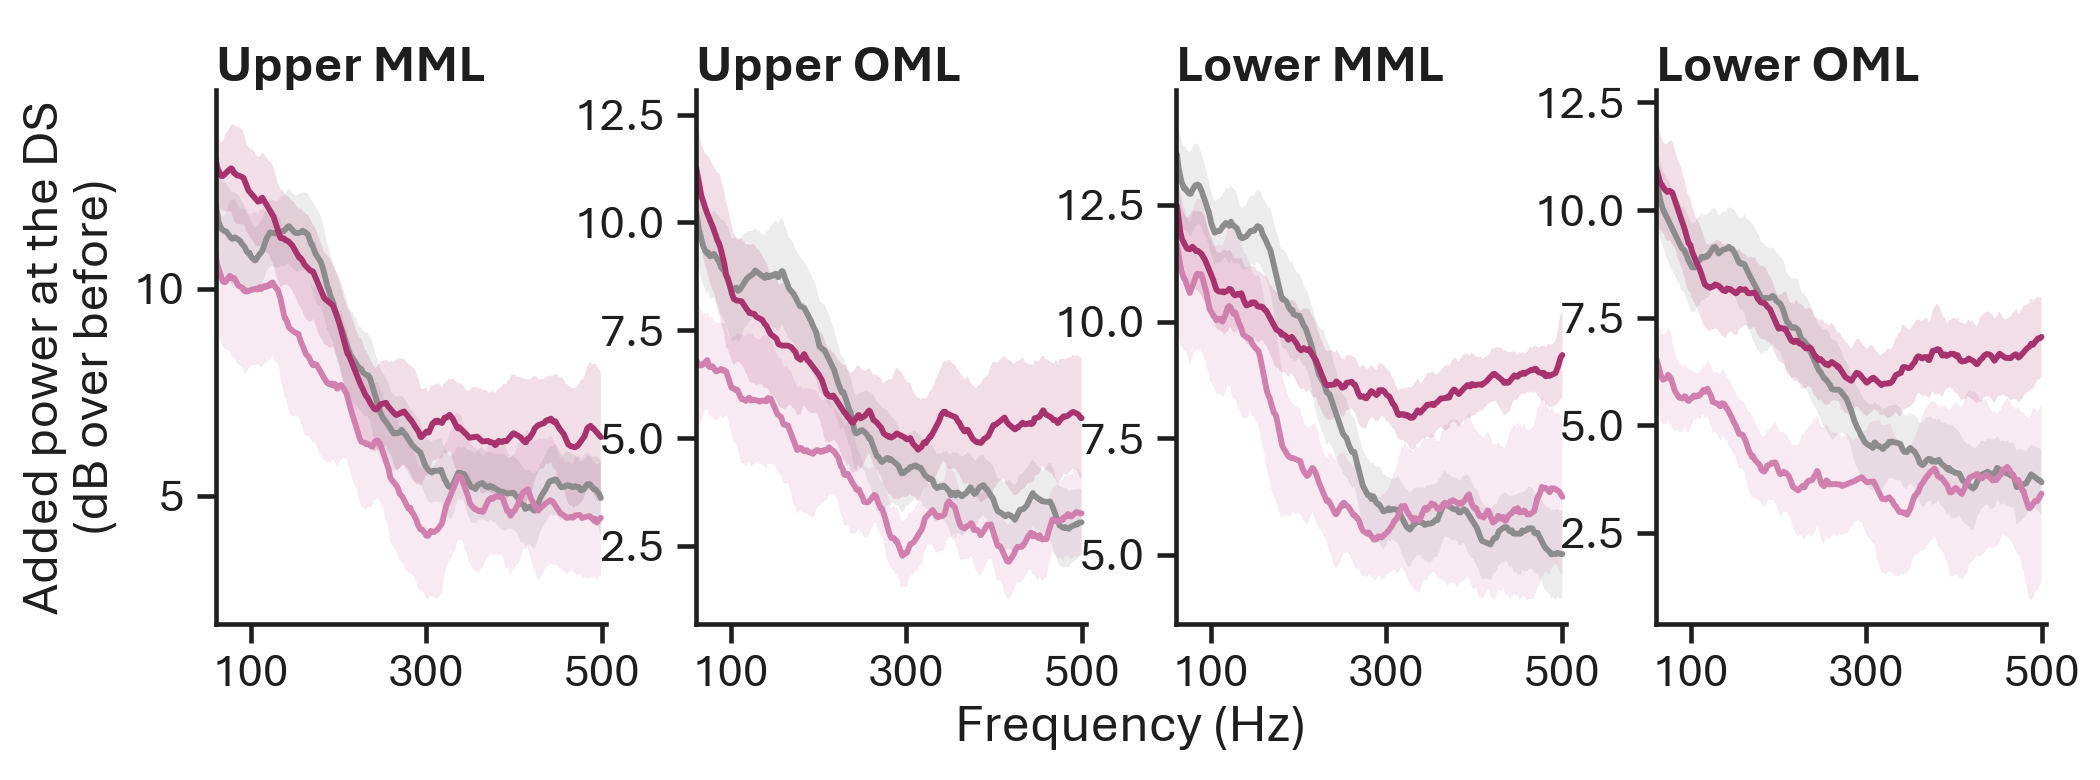 Upper MML
Upper OML
Lower MML
Lower OML
Added power at the DS
(dB over before)
10
5
12.5
10.0
7.5
5.0
2.5
12.5
10.0
7.5
5.0
12.5
10.0
7.5
5.0
2.5
100 300 500
100 300 500
100 300 500
100 300 500
Frequency (Hz)